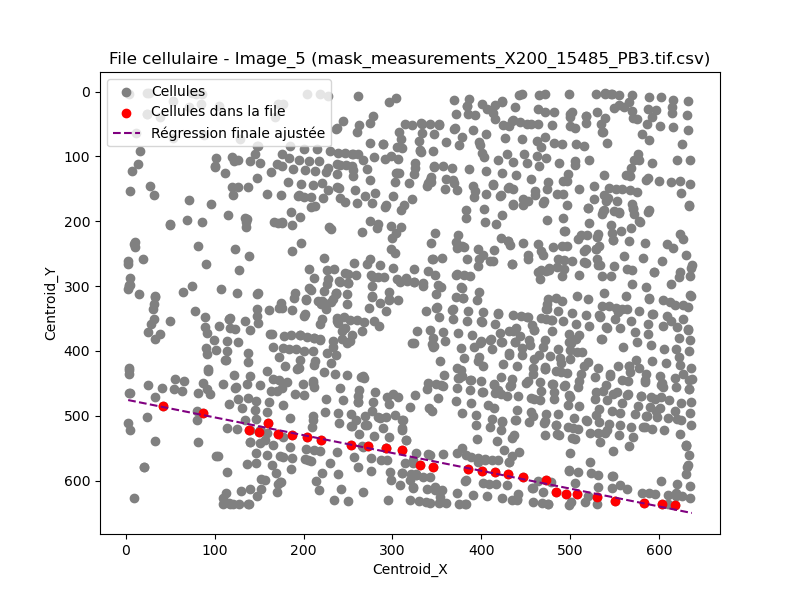 File cellulaire - Image_5 (mask_measurements_X200_15485_PB3.tif.csv)
Cellules
Cellules dans la file
Régression finale ajustée
Centroid_Y
0
100
200
300
400
500
600
0 100 200 300 400 500 600
Centroid_X